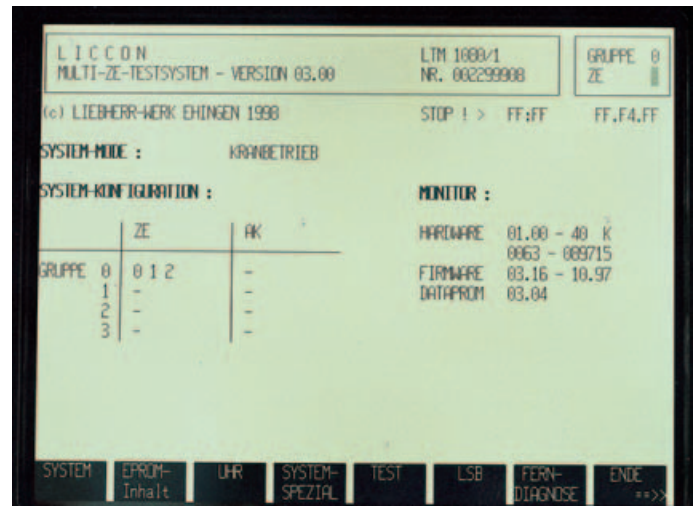 LICCON
MULTI-ZE-TESTSYSTEM - VERSION 03.00
LTM 1080/1
NR. 002299908
GRUPPE 0
ZE
(c) LIEBHERR-WERK EHINGEN 1998
STOP ! > FF:FF FF.F4.FF
SYSTEM-MODE : KRANBETRIEB
SYSTEM-KONFIGURATION :
ZE AK
GRUPPE 0 0 1 2 -
1 - -
2 - -
3 - -
MONITOR :
HARDWARE 01.00 - 40 K
0063 - 089715
FIRMWARE 03.16 - 10.97
DATAPROM 03.04
SYSTEM
EPROM-
Inhalt
UHR
SYSTEM-
SPEZIAL
TEST
LSB
FERN-
DIAGNOSE
ENDE
==>>